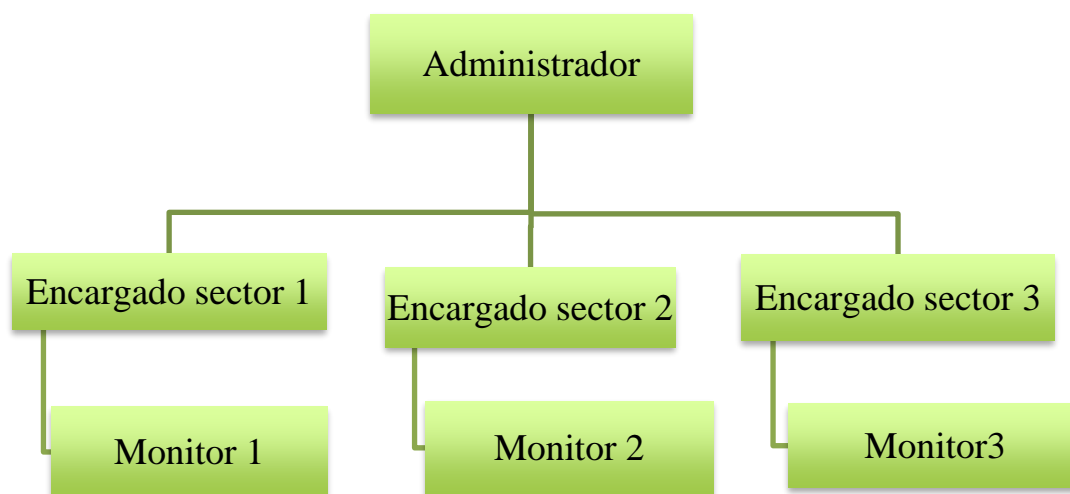 Administrador
Encargado sector 1
Encargado sector 2
Encargado sector 3
Monitor 1
Monitor 2
Monitor3